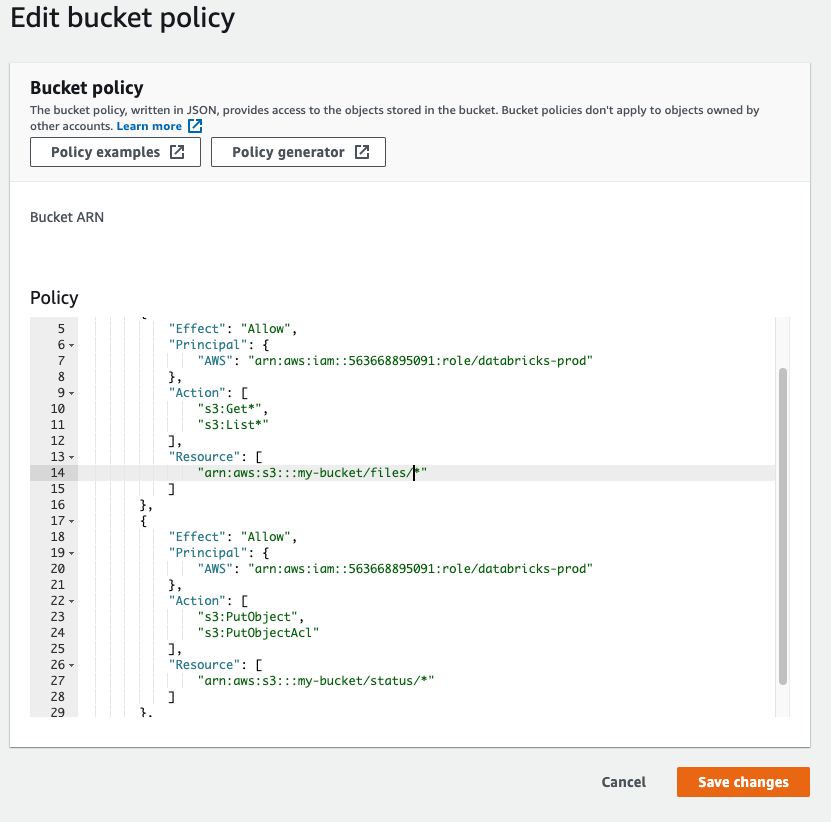 Edit bucket policy
Bucket policy
The bucket policy, written in JSON, provides access to the objects stored in the bucket. Bucket policies don't apply to objects owned by
other accounts. Learn more
Policy examples
Policy generator
Bucket ARN
Policy
{
5 "Effect": "Allow",
6 "Principal": {
7 "AWS": "arn:aws:iam::563668895091:role/databricks-prod"
8 },
9 "Action": [
10 "s3:Get*",
11 "s3:List*"
12 ],
13 "Resource": [
14 "arn:aws:s3:::my-bucket/files/*"
15 ]
16 },
17 {
18 "Effect": "Allow",
19 "Principal": {
20 "AWS": "arn:aws:iam::563668895091:role/databricks-prod"
21 },
22 "Action": [
23 "s3:PutObject",
24 "s3:PutObjectAcl"
25 ],
26 "Resource": [
27 "arn:aws:s3:::my-bucket/status/*"
28 ]
29 },
Cancel
Save changes